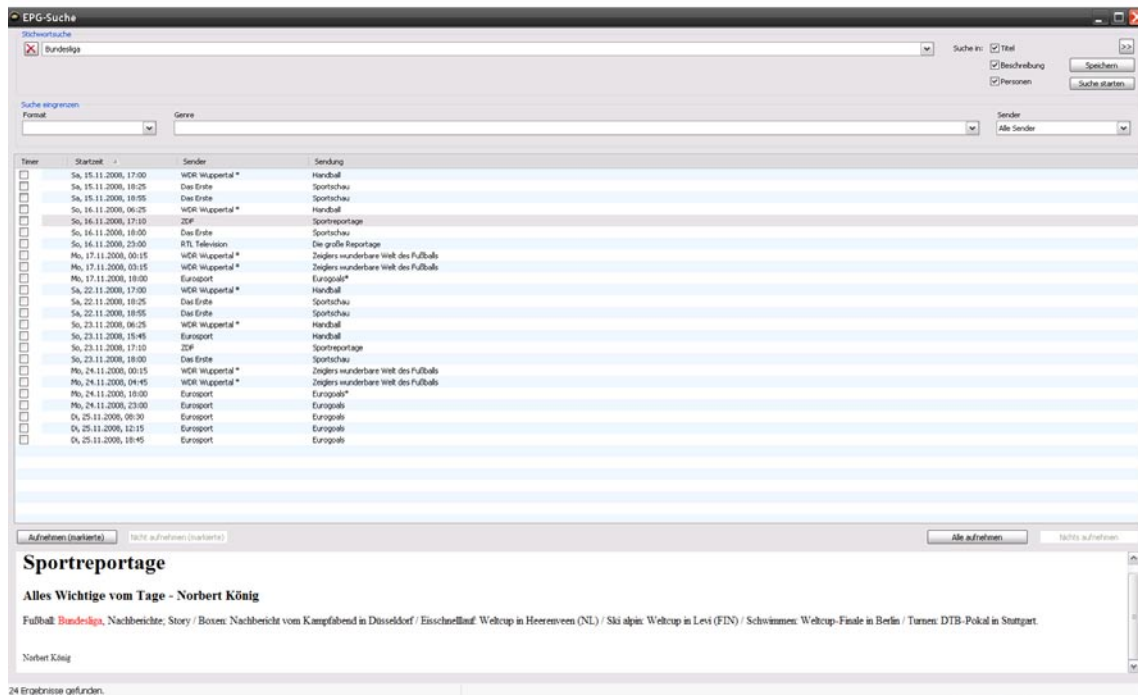 EPG-Suche
Stichwortsuche
Bundesliga
Suche in: Titel
>>
Beschreibung
Speichern
Personen
Suche starten
Suche eingrenzen
Format
Genre
Sender
Alle Sender
Timer Startzeit Sender Sendung
Sa, 15.11.2008, 17:00 WDR Wuppertal * Handball
Sa, 15.11.2008, 18:25 Das Erste Sportschau
Sa, 15.11.2008, 18:55 Das Erste Sportschau
So, 16.11.2008, 06:25 WDR Wuppertal * Handball
So, 16.11.2008, 17:10 ZDF Sportreportage
So, 16.11.2008, 18:00 Das Erste Sportschau
So, 16.11.2008, 23:00 RTL Television Die große Reportage
Mo, 17.11.2008, 00:15 WDR Wuppertal * Zeiglers wunderbare Welt des Fußballs
Mo, 17.11.2008, 03:15 WDR Wuppertal * Zeiglers wunderbare Welt des Fußballs
Mo, 17.11.2008, 18:00 Eurosport Eurogoals*
Sa, 22.11.2008, 17:00 WDR Wuppertal * Handball
Sa, 22.11.2008, 18:25 Das Erste Sportschau
Sa, 22.11.2008, 18:55 Das Erste Sportschau
So, 23.11.2008, 06:25 WDR Wuppertal * Handball
So, 23.11.2008, 15:45 Eurosport Handball
So, 23.11.2008, 17:10 ZDF Sportreportage
So, 23.11.2008, 18:00 Das Erste Sportschau
Mo, 24.11.2008, 00:15 WDR Wuppertal * Zeiglers wunderbare Welt des Fußballs
Mo, 24.11.2008, 04:45 WDR Wuppertal * Zeiglers wunderbare Welt des Fußballs
Mo, 24.11.2008, 18:00 Eurosport Eurogoals*
Mo, 24.11.2008, 23:00 Eurosport Eurogoals
Di, 25.11.2008, 08:30 Eurosport Eurogoals
Di, 25.11.2008, 12:15 Eurosport Eurogoals
Di, 25.11.2008, 18:45 Eurosport Eurogoals
Aufnehmen (markierte) Nicht aufnehmen (markierte) Alle aufnehmen Nichts aufnehmen
Sportreportage
Alles Wichtige vom Tage - Norbert König
Fußball: Bundesliga, Nachberichte; Story / Boxen: Nachbericht vom Kampfabend in Düsseldorf / Eisschnelllauf: Weltcup in Heerenveen (NL) / Ski alpin: Weltcup in Levi (FIN) / Schwimmen: Weltcup-Finale in Berlin / Turnen: DTB-Pokal in Stuttgart.
Norbert König
24 Ergebnisse gefunden.